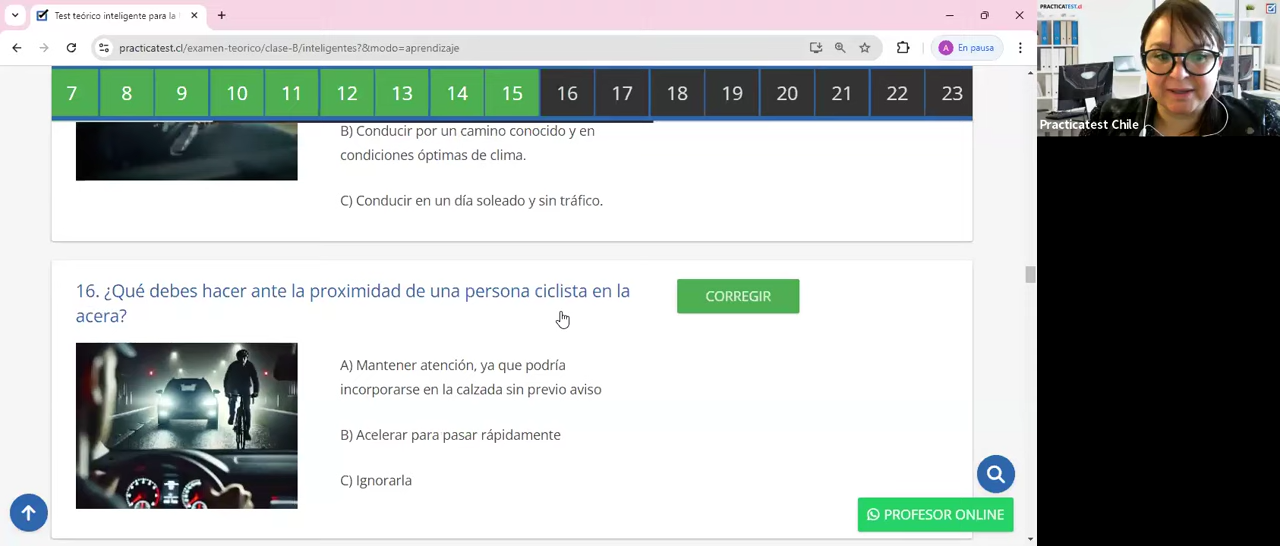 Test teórico inteligente para la
practicatest.cl/examen-teorico/clase-B/inteligentes?&modo=aprendizaje
A
En pausa
PRACTICATEST.cl
Practicatest Chile
7 8 9 10 11 12 13 14 15 16 17 18 19 20 21 22 23
B) Conducir por un camino conocido y en
condiciones óptimas de clima.
C) Conducir en un día soleado y sin tráfico.
16. ¿Qué debes hacer ante la proximidad de una persona ciclista en la
acera?
CORREGIR
A) Mantener atención, ya que podría
incorporarse en la calzada sin previo aviso
B) Acelerar para pasar rápidamente
C) Ignorarla
PROFESOR ONLINE